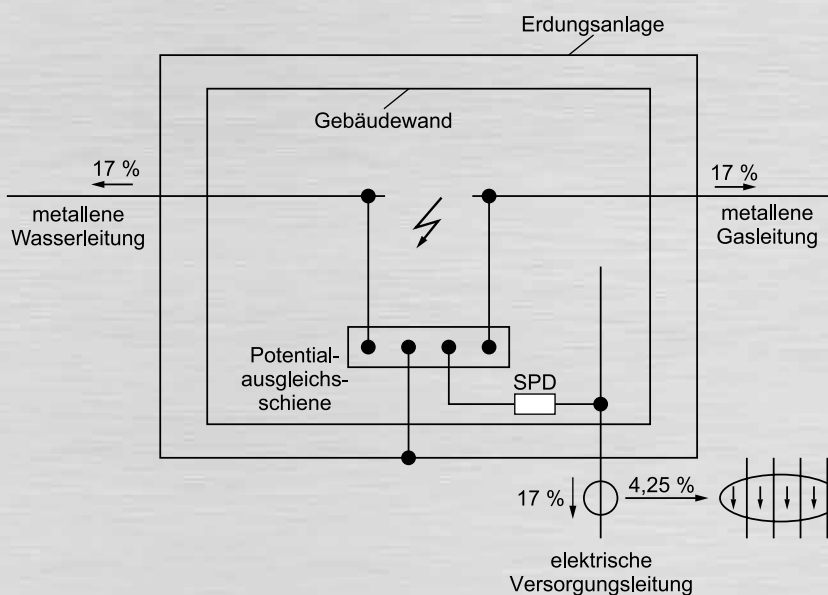 Erdungsanlage
Gebäudewand
17 %
17 %
metallene
Wasserleitung
metallene
Gasleitung
Potential-
ausgleichs-
schiene
SPD
17 %
4,25 %
elektrische
Versorgungsleitung